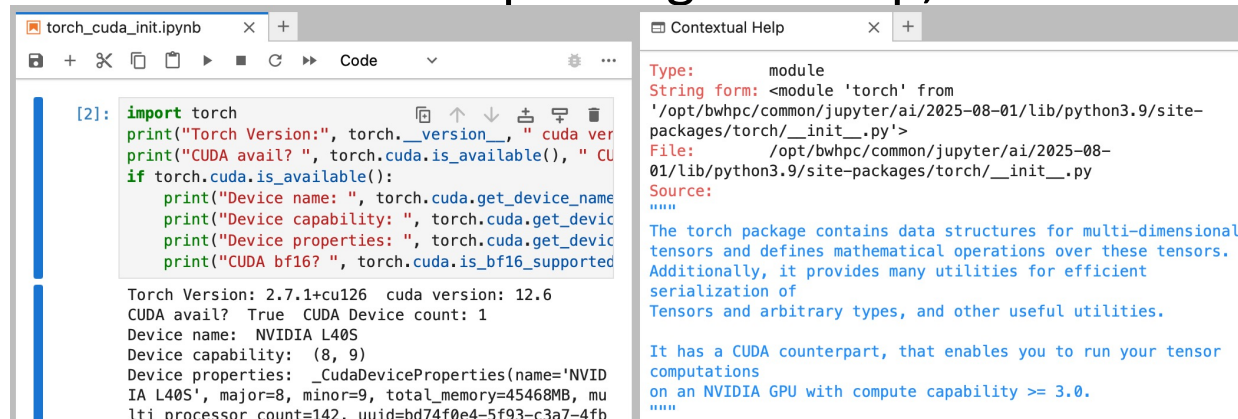 torch_cuda_init.ipynb
Code
[2]:
import torch
print("Torch Version:", torch.__version__, " cuda ver
print("CUDA avail? ", torch.cuda.is_available(), " CU
if torch.cuda.is_available():
print("Device name: ", torch.cuda.get_device_name
print("Device capability: ", torch.cuda.get_devic
print("Device properties: ", torch.cuda.get_devic
print("CUDA bf16? ", torch.cuda.is_bf16_supported
Torch Version: 2.7.1+cu126  cuda version: 12.6
CUDA avail?  True  CUDA Device count: 1
Device name:  NVIDIA L40S
Device capability:  (8, 9)
Device properties:  _CudaDeviceProperties(name='NVID
IA L40S', major=8, minor=9, total_memory=45468MB, mu
lti_processor_count=142, uuid=bd74f0e4-5f93-c3a7-4fb
Contextual Help
Type: module
String form: <module 'torch' from
'/opt/bwhpc/common/jupyter/ai/2025-08-01/lib/python3.9/site-
packages/torch/__init__.py'>
File: /opt/bwhpc/common/jupyter/ai/2025-08-
01/lib/python3.9/site-packages/torch/__init__.py
Source:
"""
The torch package contains data structures for multi-dimensional
tensors and defines mathematical operations over these tensors.
Additionally, it provides many utilities for efficient
serialization of
Tensors and arbitrary types, and other useful utilities.
It has a CUDA counterpart, that enables you to run your tensor
computations
on an NVIDIA GPU with compute capability >= 3.0.
"""